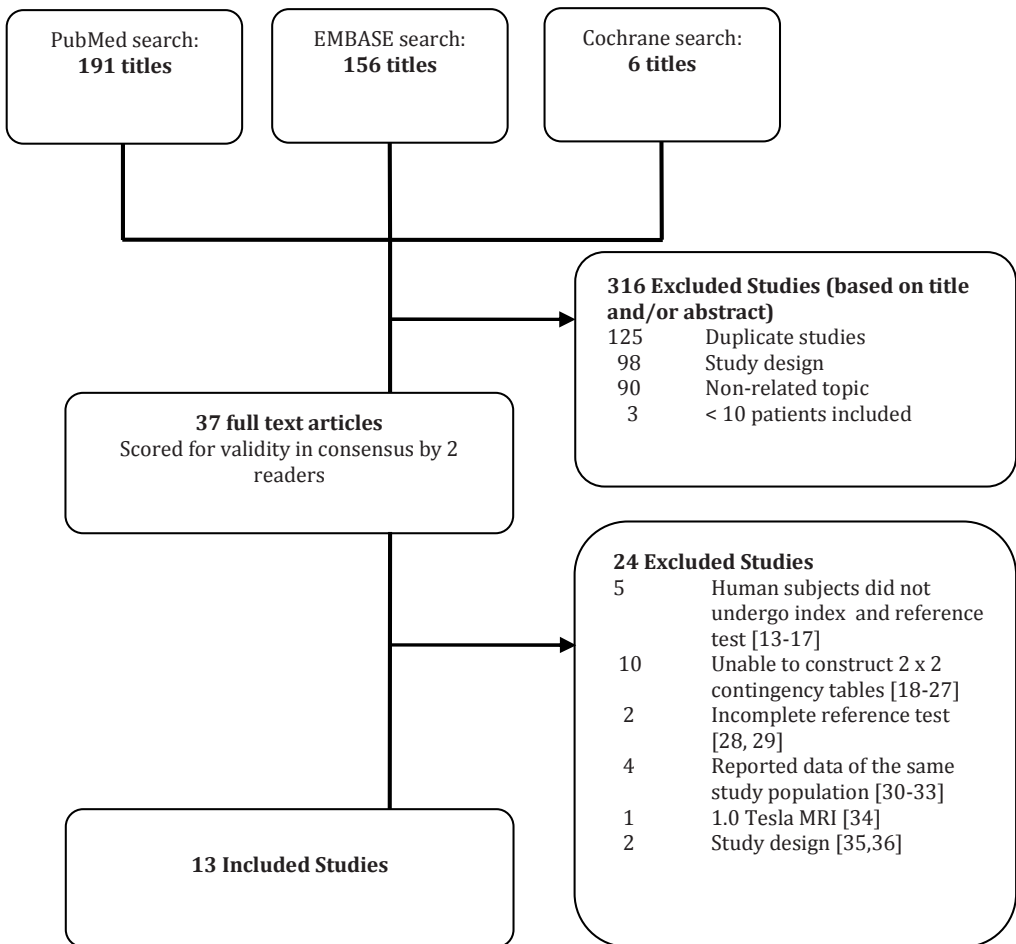 PubMed search:
191 titles
EMBASE search:
156 titles
Cochrane search:
6 titles
316 Excluded Studies (based on title
and/or abstract)
125 Duplicate studies
98 Study design
90 Non-related topic
3 < 10 patients included
37 full text articles
Scored for validity in consensus by 2
readers
24 Excluded Studies
5 Human subjects did not
undergo index and reference
test [13-17]
10 Unable to construct 2 x 2
contingency tables [18-27]
2 Incomplete reference test
[28, 29]
4 Reported data of the same
study population [30-33]
1 1.0 Tesla MRI [34]
2 Study design [35,36]
13 Included Studies